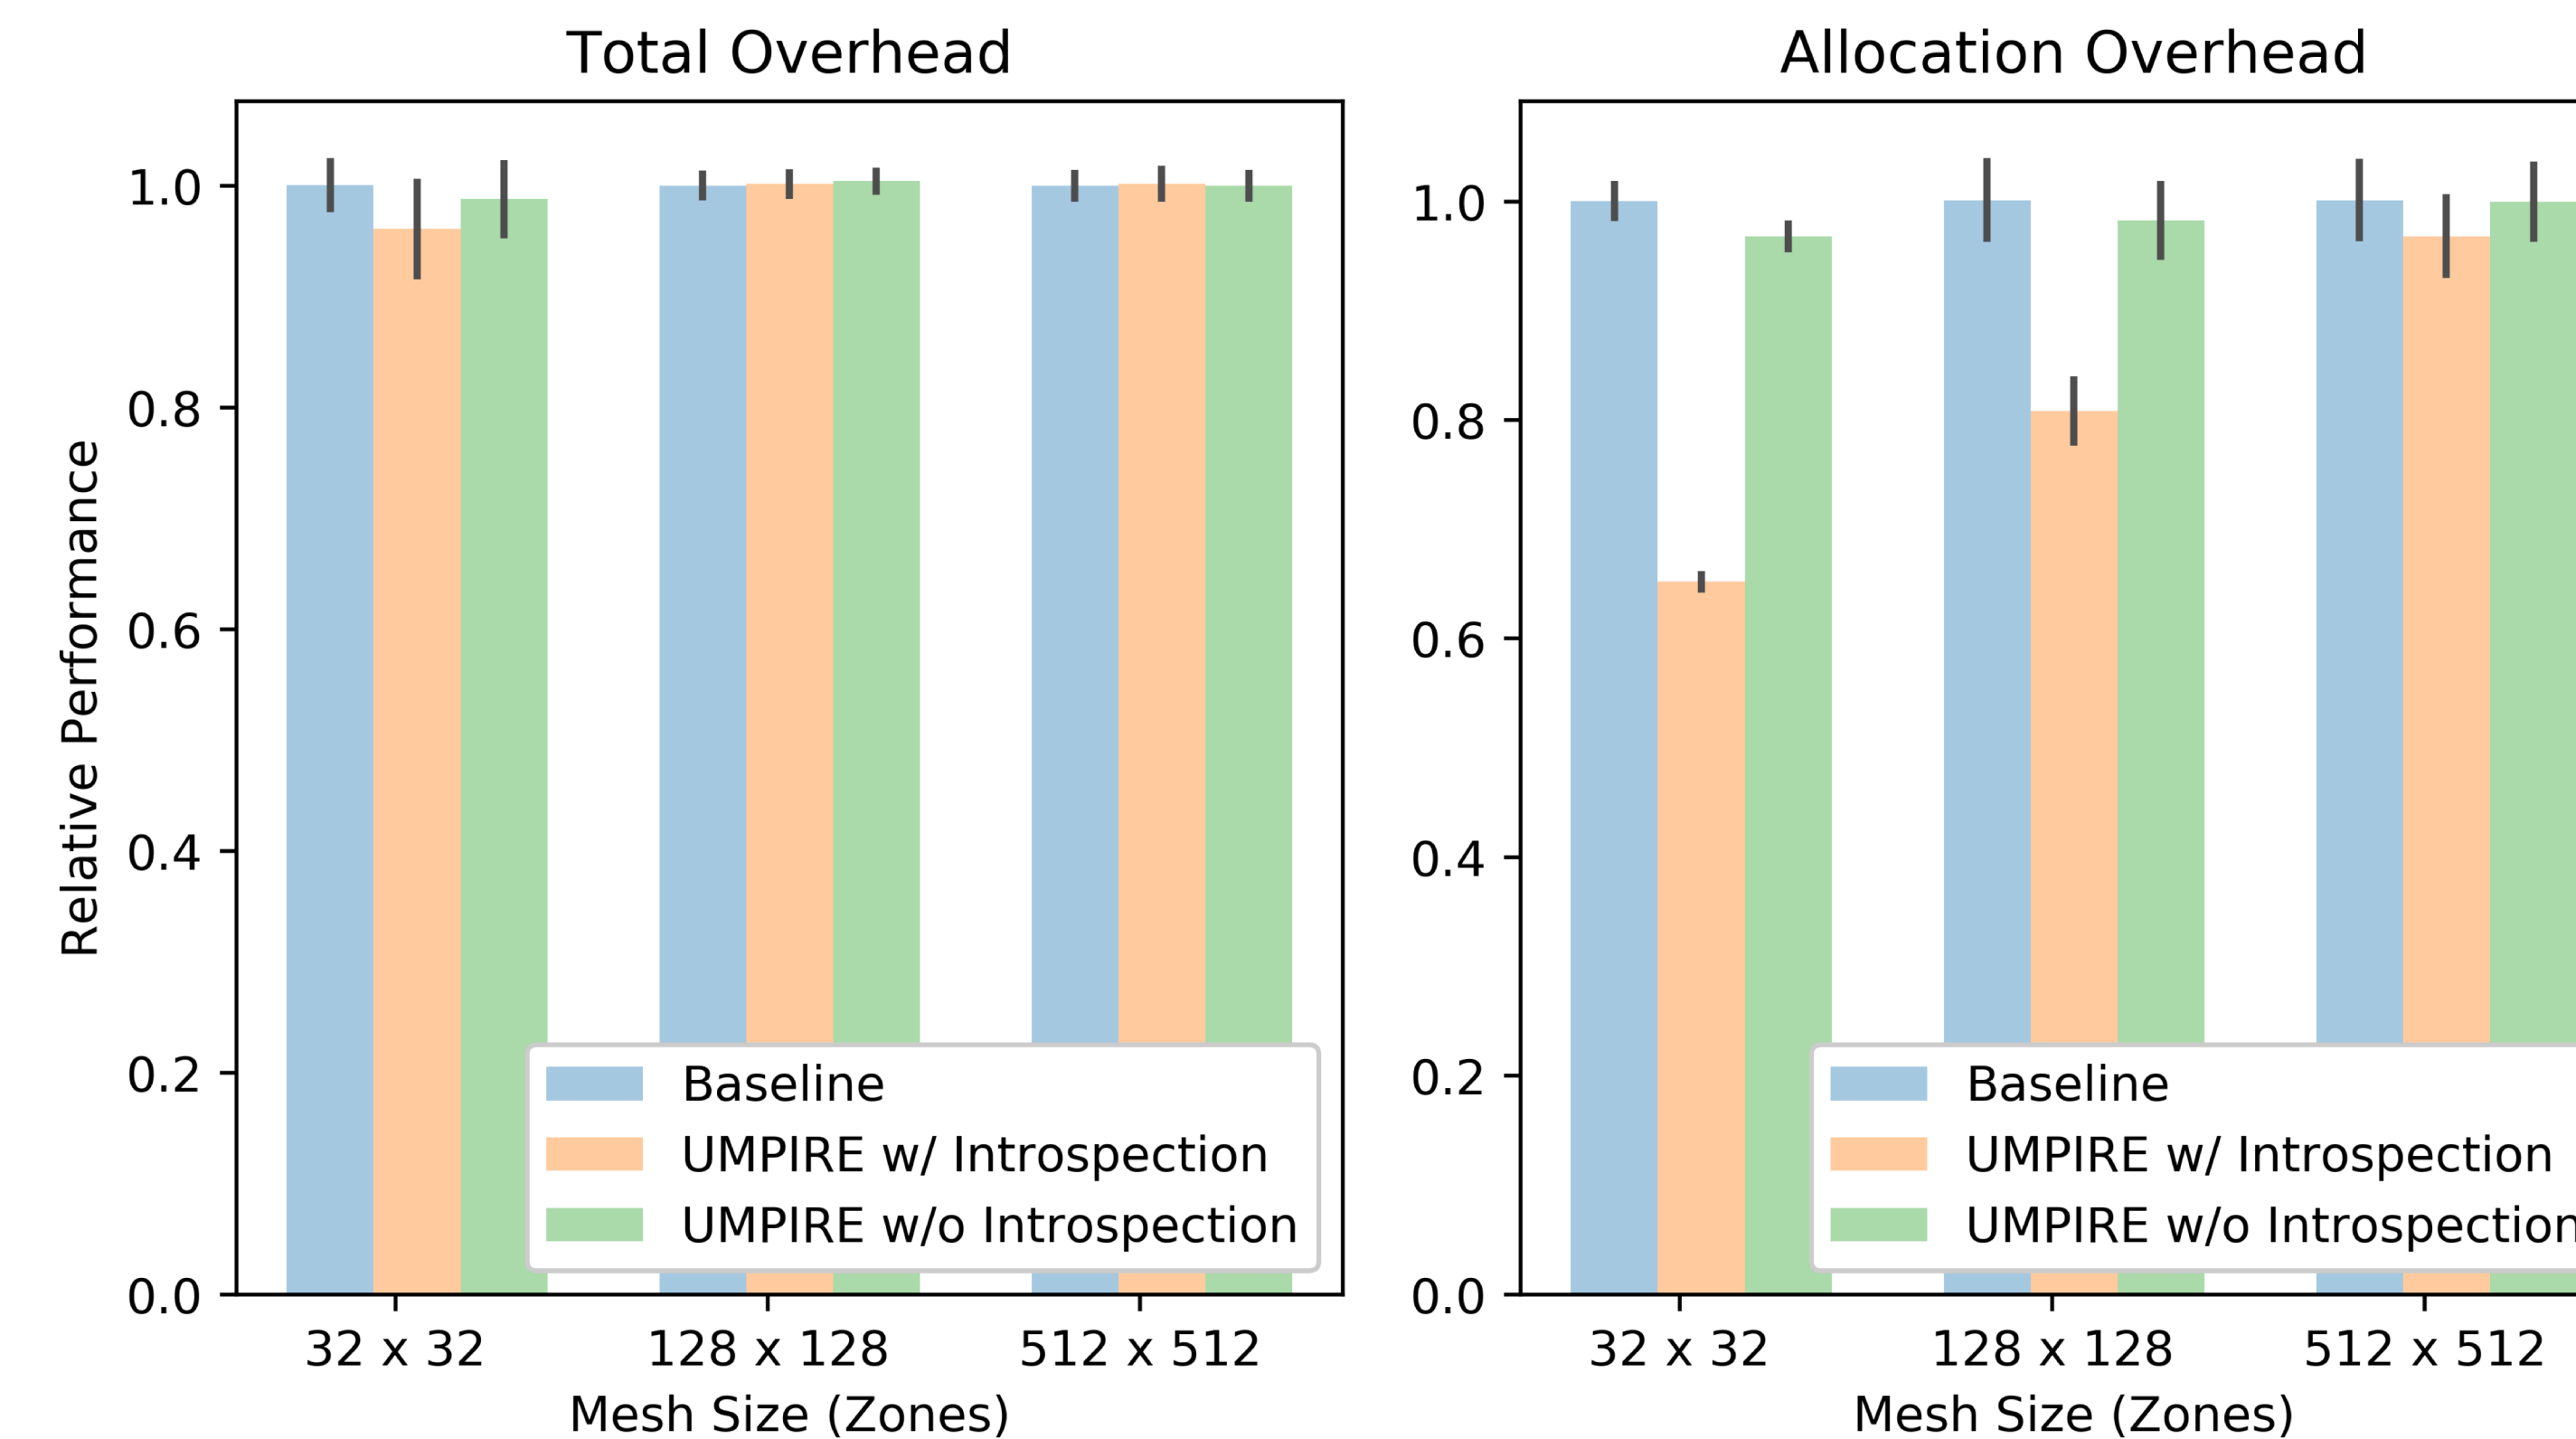 Total Overhead
Relative Performance
1.0
0.8
0.6
0.4
0.2
0.0
Baseline
UMPIRE w/ Introspection
UMPIRE w/o Introspection
32 x 32
128 x 128
512 x 512
Mesh Size (Zones)
Allocation Overhead
1.0
0.8
0.6
0.4
0.2
0.0
Baseline
UMPIRE w/ Introspection
UMPIRE w/o Introspection
32 x 32
128 x 128
512 x 512
Mesh Size (Zones)